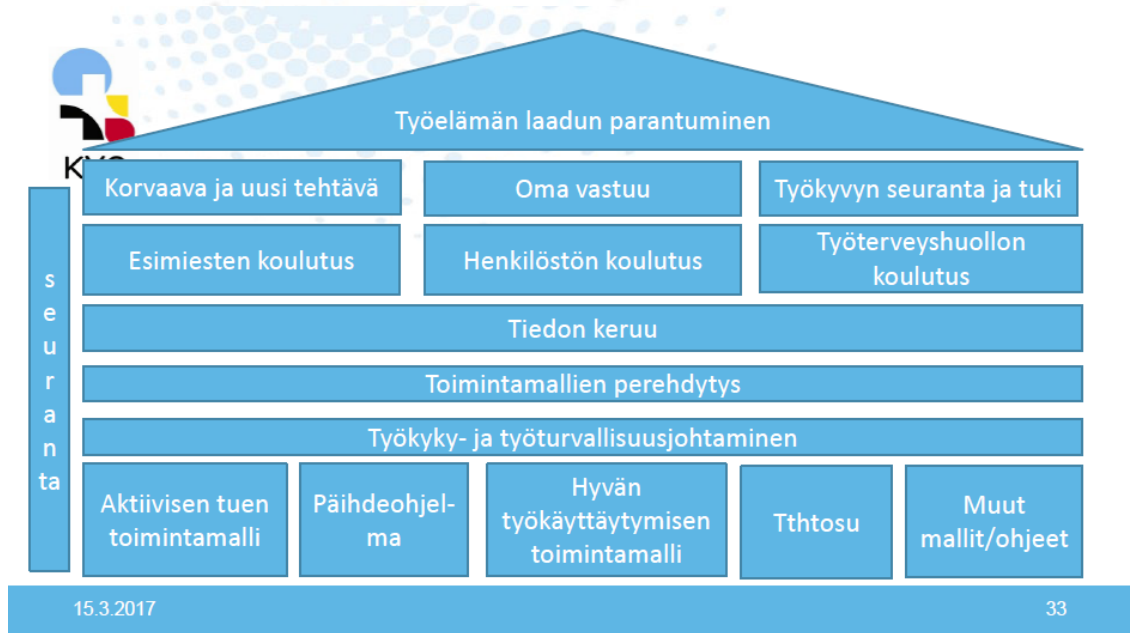 Työelämän laadun parantuminen
Korvaava ja uusi tehtävä
Oma vastuu
Työkyvyn seuranta ja tuki
Esimiesten koulutus
Henkilöstön koulutus
Työterveyshuollon
koulutus
Tiedon keruu
Toimintamallien perehdytys
Työkyky- ja työturvallisuusjohtaminen
s
e
u
r
a
n
ta
Aktiivisen tuen
toimintamalli
Päihdeohjel-
ma
Hyvän
työkäyttäytymisen
toimintamalli
Tthtosu
Muut
mallit/ohjeet
15.3.2017
33